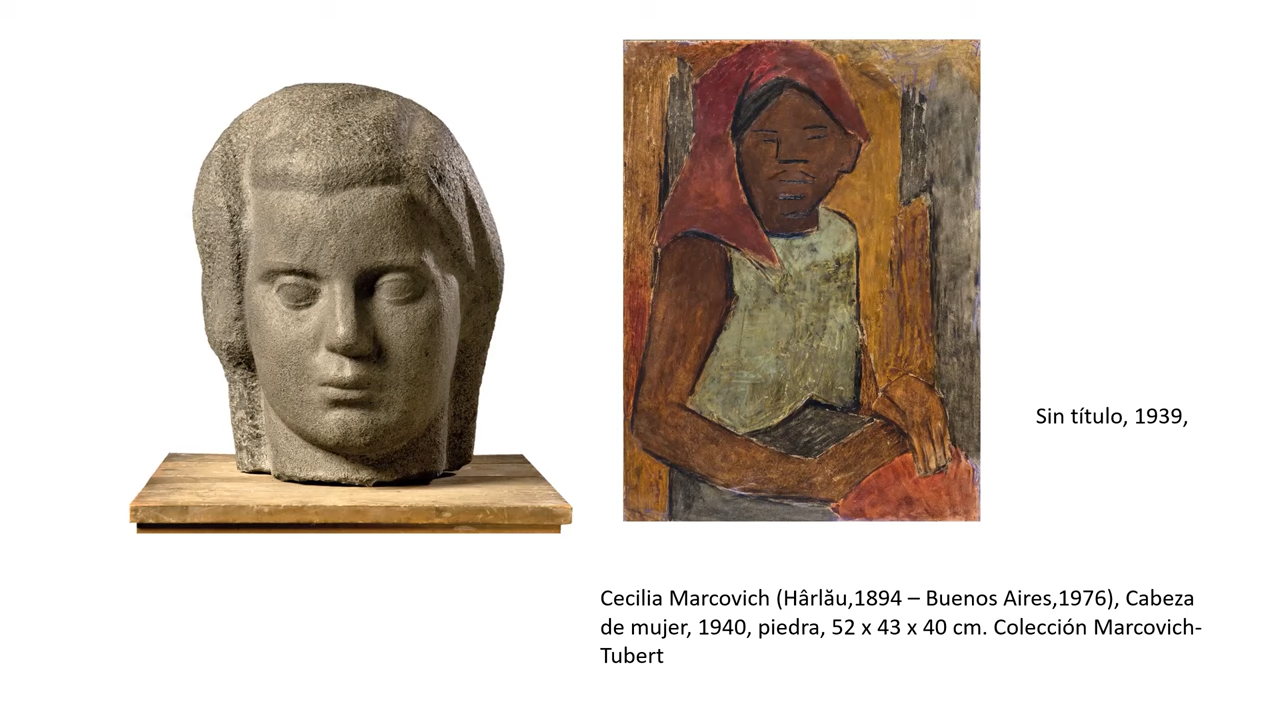 Sin título, 1939,
Cecilia Marcovich (Hârlău,1894 – Buenos Aires,1976), Cabeza
de mujer, 1940, piedra, 52 x 43 x 40 cm. Colección Marcovich-
Tubert